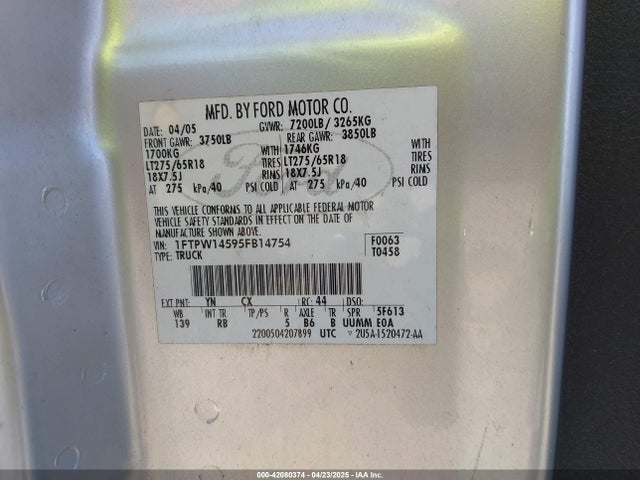 MFD. BY FORD MOTOR CO.
DATE: 04/05 GVWR: 7200LB/ 3265KG
FRONT GAWR: 3750LB REAR GAWR: 3850LB
1700KG WITH 1746KG WITH
LT275/65R18 TIRES LT275/65R18 TIRES
18X7.5J RIMS 18X7.5J RIMS
AT 275 kPa/40 PSI COLD AT 275 kPa/40 PSI COLD
Ford
THIS VEHICLE CONFORMS TO ALL APPLICABLE FEDERAL MOTOR
VEHICLE SAFETY STANDARDS IN EFFECT ON THE DATE OF
MANUFACTURE SHOWN ABOVE.
VIN: 1FTPW14595FB14754 F0063
TYPE: TRUCK T0458
EXT PNT: YN CX RC: 44 DSO:
WB INT TR TP/PS R AXLE TR SPR 5F613
139 RB 5 B6 B UUMM EOA
2200504207899 UTC ▽ 2U5A-1520472-AA
000-42080374 | 04/23/2025 | IAA Inc.